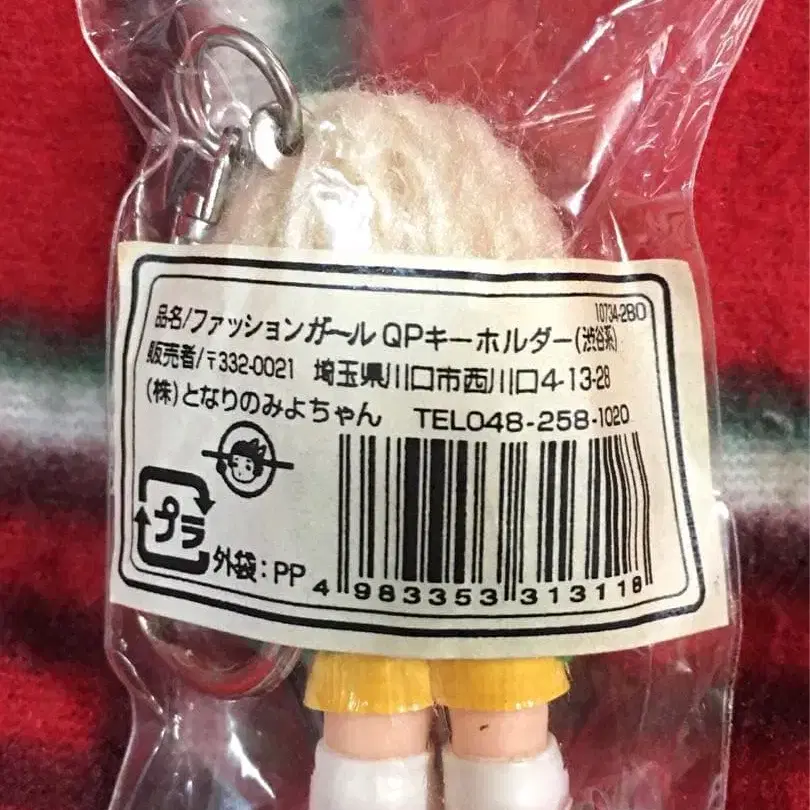 10734-280
品名/ファッションガールQPキーホルダー(渋谷系)
販売者/〒332-0021 埼玉県川口市西川口4-13-28
(株)となりのみよちゃん TEL048-258-1020
プラ
外袋:PP
4 983353 313118